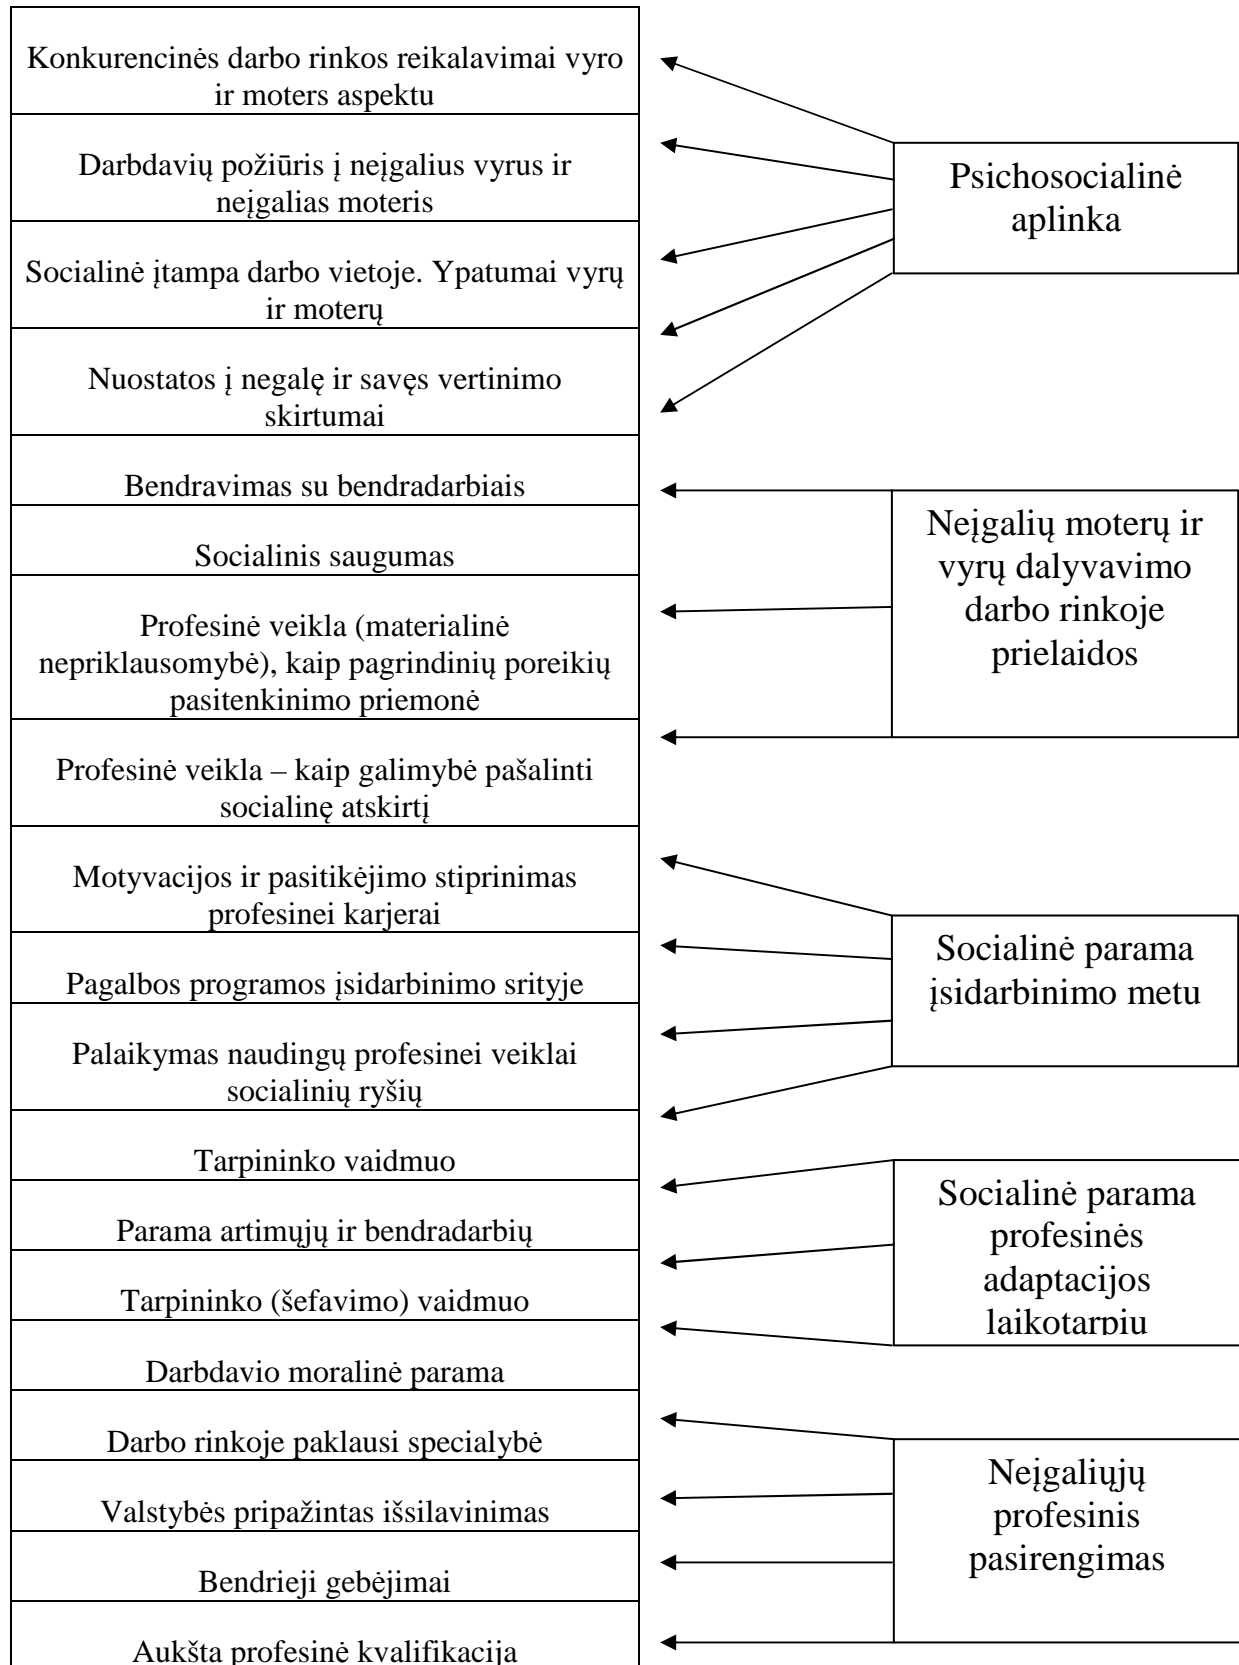 Konkurencinės darbo rinkos reikalavimai vyro
ir moters aspektu
Darbdavių požiūris į neįgalius vyrus ir
neįgalias moteris
Socialinė įtampa darbo vietoje. Ypatumai vyrų
ir moterų
Nuostatos į negalę ir savęs vertinimo
skirtumai
Bendravimas su bendradarbiais
Socialinis saugumas
Profesinė veikla (materialinė
nepriklausomybė), kaip pagrindinių poreikių
pasitenkinimo priemonė
Profesinė veikla – kaip galimybė pašalinti
socialinę atskirtį
Motyvacijos ir pasitikėjimo stiprinimas
profesinei karjerai
Pagalbos programos įsidarbinimo srityje
Palaikymas naudingų profesinei veiklai
socialinių ryšių
Tarpininko vaidmuo
Parama artimųjų ir bendradarbių
Tarpininko (šefavimo) vaidmuo
Darbdavio moralinė parama
Darbo rinkoje paklausi specialybė
Valstybės pripažintas išsilavinimas
Bendrieji gebėjimai
Aukšta profesinė kvalifikacija
Psichosocialinė
aplinka
Neįgalių moterų ir
vyrų dalyvavimo
darbo rinkoje
prielaidos
Socialinė parama
įsidarbinimo metu
Socialinė parama
profesinės
adaptacijos
laikotarpiu
Neįgaliųjų
profesinis
pasirengimas